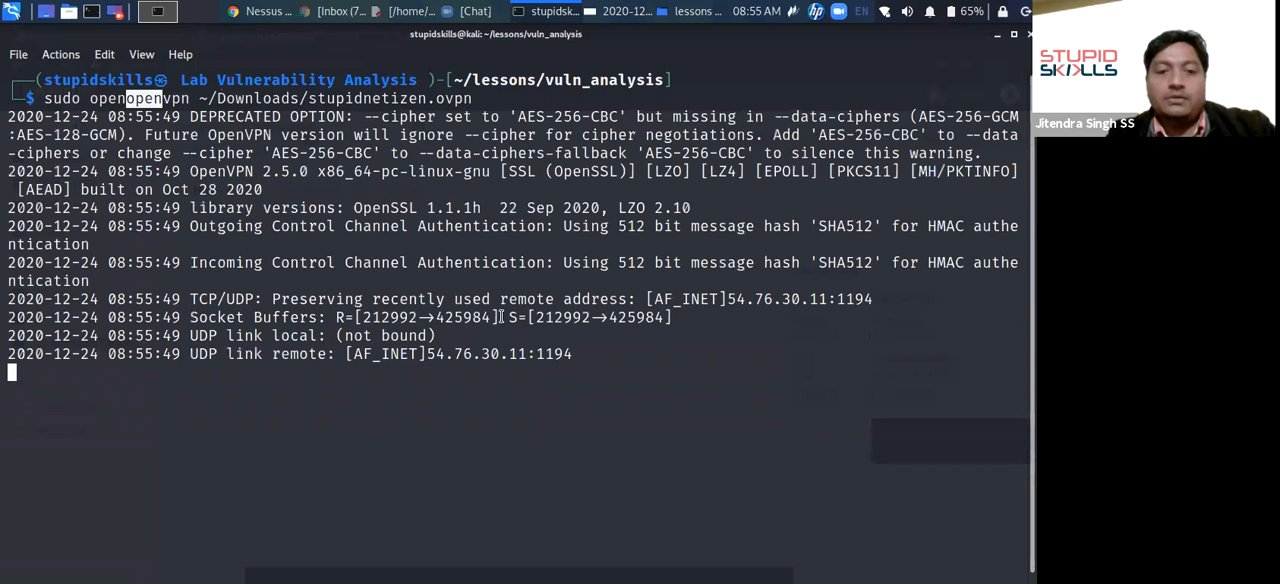 Nessus
[Inbox (7...
[/home/...
[Chat]
stupidsk...
2020-12...
lessons ...
08:55 AM
EN
65%
stupidskills@kali: ~/lessons/vuln_analysis
File Actions Edit View Help
(stupidskills㉿ Lab Vulnerability Analysis )-[~/lessons/vuln_analysis]
$ sudo openopenvpn ~/Downloads/stupidnetizen.ovpn
2020-12-24 08:55:49 DEPRECATED OPTION: --cipher set to 'AES-256-CBC' but missing in --data-ciphers (AES-256-GCM
:AES-128-GCM). Future OpenVPN version will ignore --cipher for cipher negotiations. Add 'AES-256-CBC' to --data
-ciphers or change --cipher 'AES-256-CBC' to --data-ciphers-fallback 'AES-256-CBC' to silence this warning.
2020-12-24 08:55:49 OpenVPN 2.5.0 x86_64-pc-linux-gnu [SSL (OpenSSL)] [LZO] [LZ4] [EPOLL] [PKCS11] [MH/PKTINFO]
[AEAD] built on Oct 28 2020
2020-12-24 08:55:49 library versions: OpenSSL 1.1.1h  22 Sep 2020, LZO 2.10
2020-12-24 08:55:49 Outgoing Control Channel Authentication: Using 512 bit message hash 'SHA512' for HMAC authe
ntication
2020-12-24 08:55:49 Incoming Control Channel Authentication: Using 512 bit message hash 'SHA512' for HMAC authe
ntication
2020-12-24 08:55:49 TCP/UDP: Preserving recently used remote address: [AF_INET]54.76.30.11:1194
2020-12-24 08:55:49 Socket Buffers: R=[212992→425984] S=[212992→425984]
2020-12-24 08:55:49 UDP link local: (not bound)
2020-12-24 08:55:49 UDP link remote: [AF_INET]54.76.30.11:1194
STUPID
SKILLS
Jitendra Singh SS